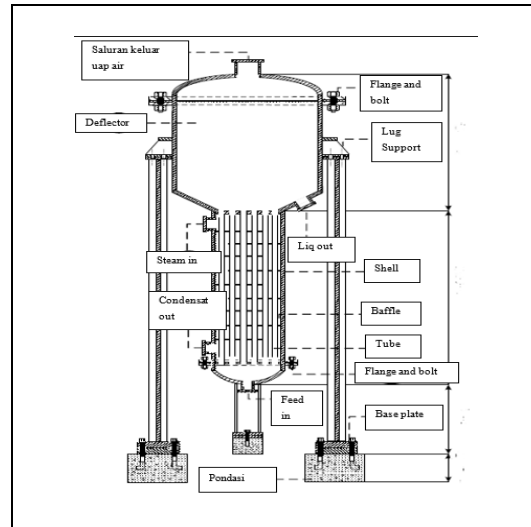 Saluran keluar
uap air
Flange and
bolt
Deflector
Lug
Support
Liq out
Steam in
Shell
Condensat
out
Baffle
Tube
Flange and bolt
Feed
in
Base plate
Pondasi